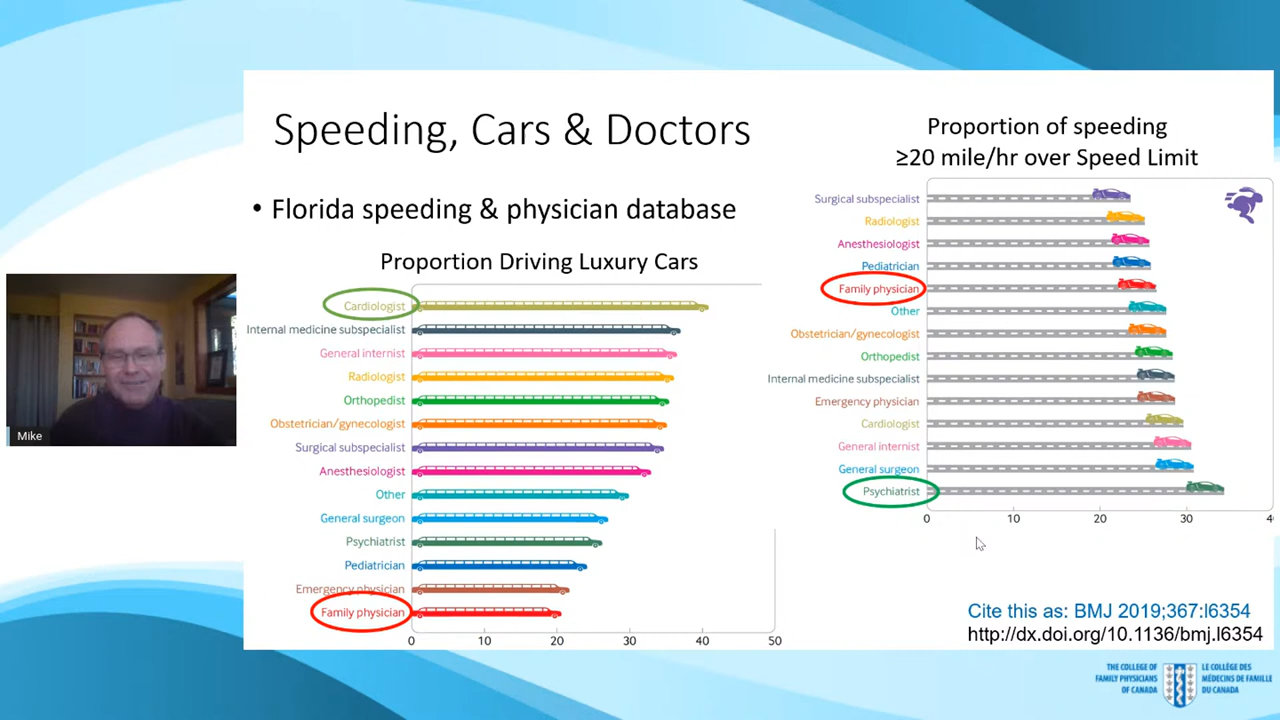 Speeding, Cars & Doctors
• Florida speeding & physician database
Proportion Driving Luxury Cars
Cardiologist
Internal medicine subspecialist
General internist
Radiologist
Orthopedist
Obstetrician/gynecologist
Surgical subspecialist
Anesthesiologist
Other
General surgeon
Psychiatrist
Pediatrician
Emergency physician
Family physician
0 10 20 30 40 50
Proportion of speeding
≥20 mile/hr over Speed Limit
Surgical subspecialist
Radiologist
Anesthesiologist
Pediatrician
Family physician
Other
Obstetrician/gynecologist
Orthopedist
Internal medicine subspecialist
Emergency physician
Cardiologist
General internist
General surgeon
Psychiatrist
0 10 20 30 4
Cite this as: BMJ 2019;367:l6354
http://dx.doi.org/10.1136/bmj.l6354
Mike
THE COLLEGE OF
FAMILY PHYSICIANS
OF CANADA
LE COLLÈGE DES
MÉDECINS DE FAMILLE
DU CANADA